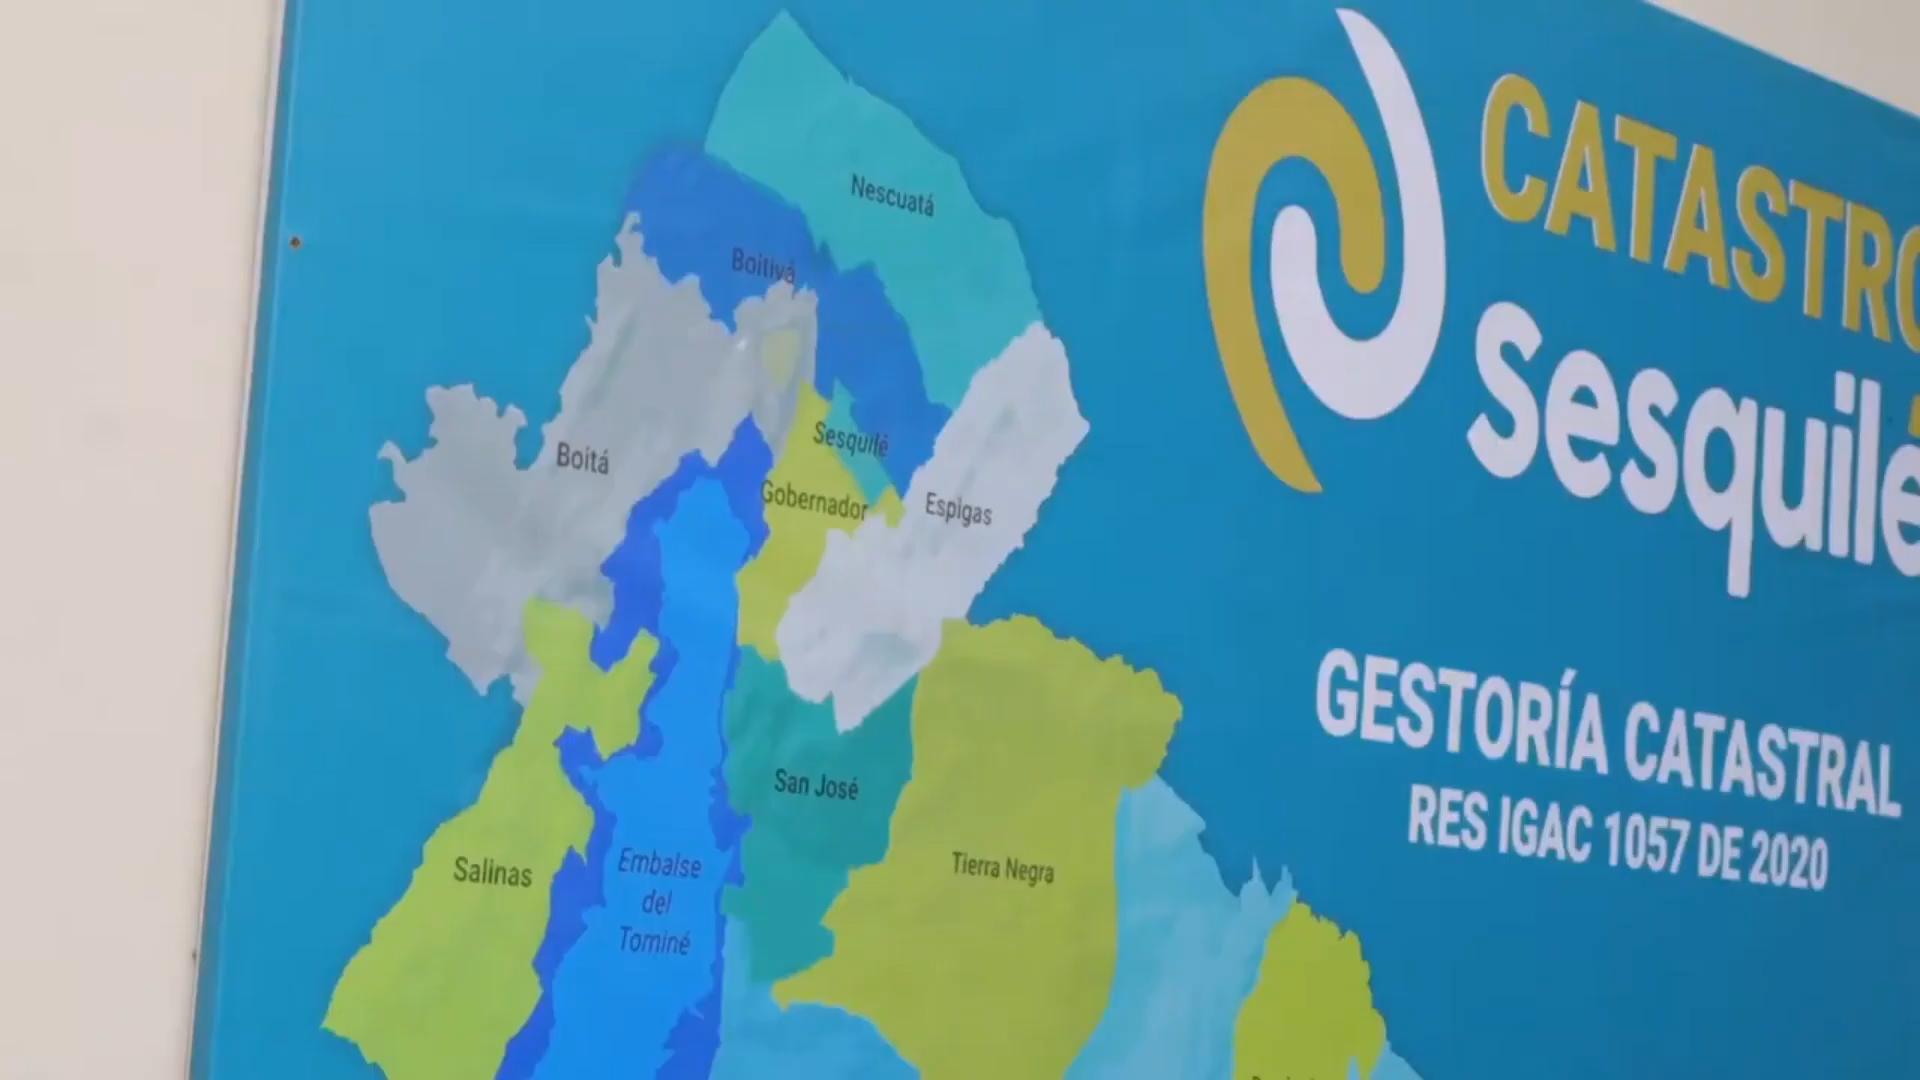 CATASTRO
Sesquilé
GESTORÍA CATASTRAL
RES IGAC 1057 DE 2020
Nescuatá
Boitivá
Boitá
Sesquilé
Gobernador
Espigas
San José
Tierra Negra
Salinas
Embalse
del
Tominé